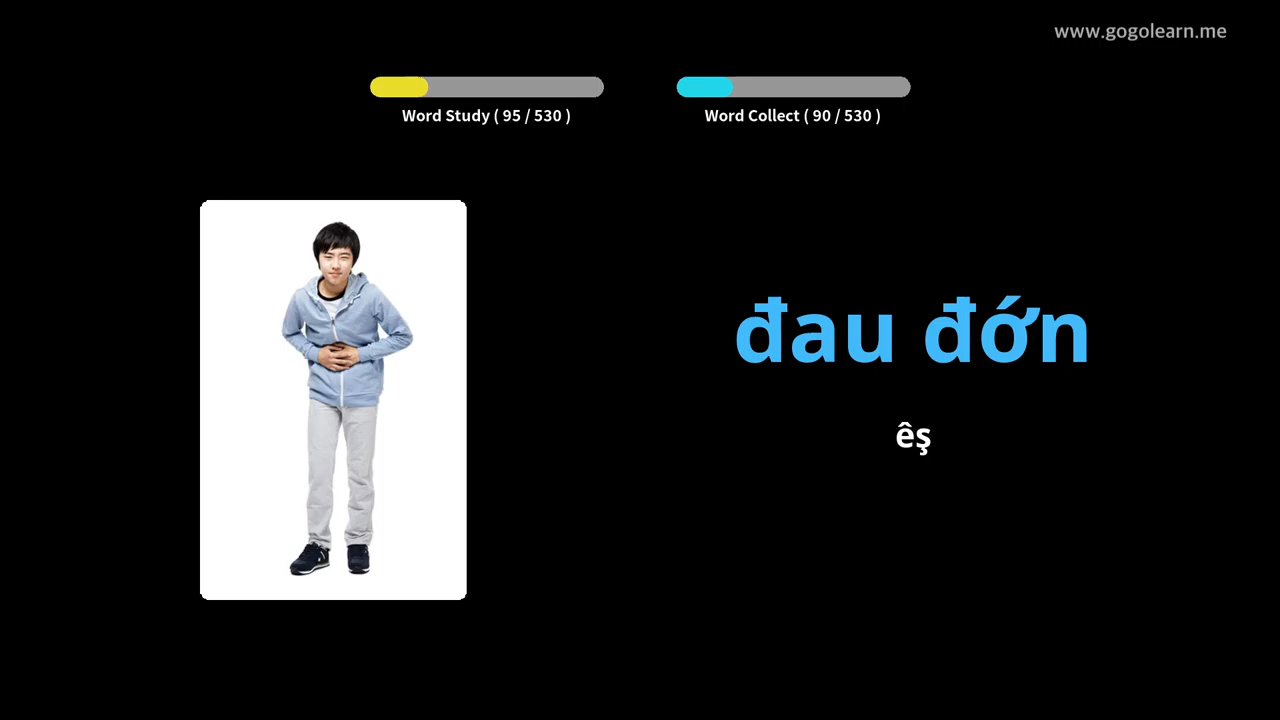 www.gogolearn.me
Word Study ( 95 / 530 )
Word Collect ( 90 / 530 )
đau đớn
êş